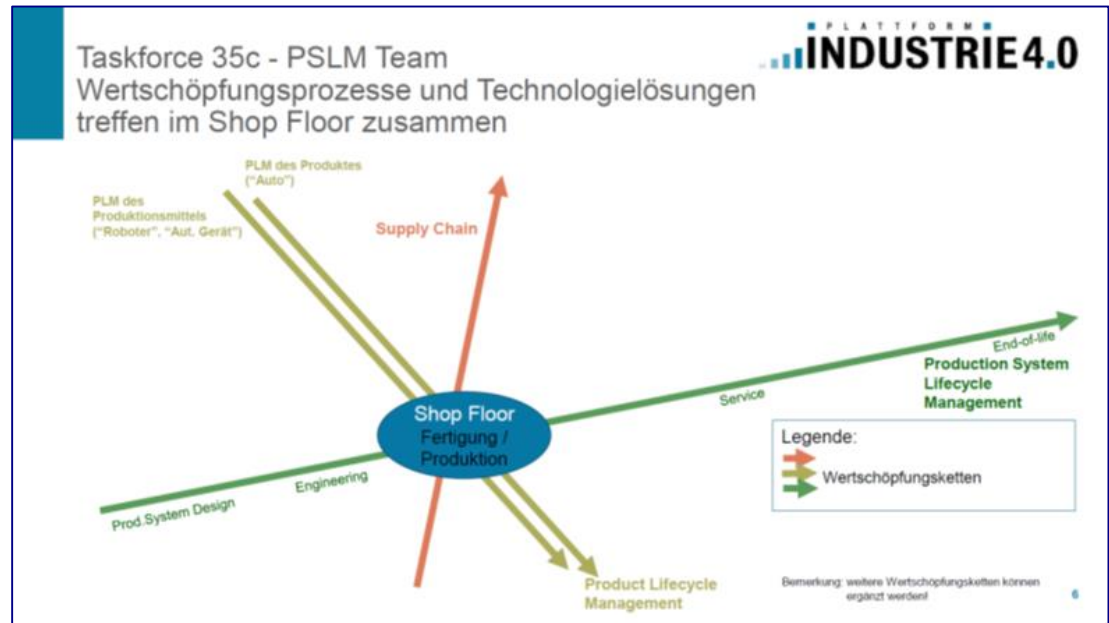 PLATTFORM
INDUSTRIE4.0
Taskforce 35c - PSLM Team
Wertschöpfungsprozesse und Technologielösungen
treffen im Shop Floor zusammen
PLM des Produktes
("Auto")
PLM des
Produktionsmittels
("Roboter", "Aut. Gerät")
Supply Chain
End-of-life
Production System
Lifecycle
Management
Service
Shop Floor
Fertigung /
Produktion
Engineering
Prod.System Design
Legende:
Wertschöpfungsketten
Product Lifecycle
Management
Bemerkung: weitere Wertschöpfungsketten können
ergänzt werden!
6